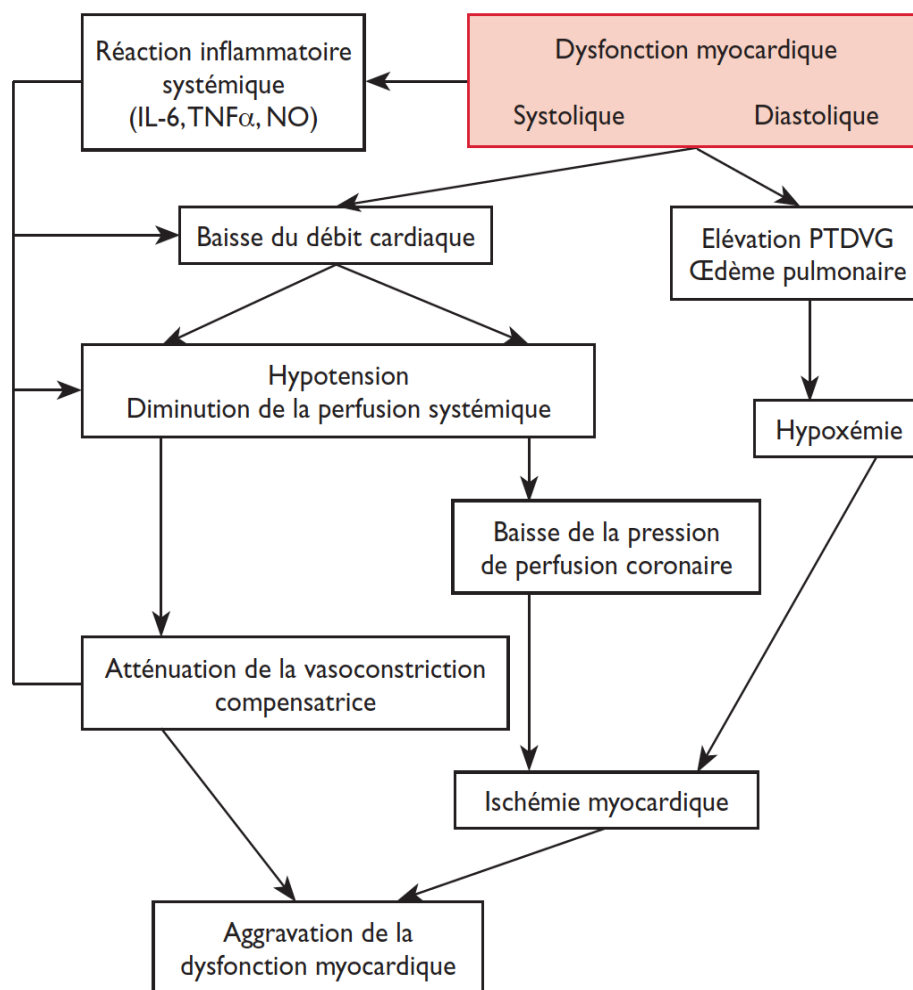 Réaction inflammatoire
systémique
(IL-6, TNFα, NO)
Dysfonction myocardique
Systolique Diastolique
Baisse du débit cardiaque
Elévation PTDVG
Œdème pulmonaire
Hypotension
Diminution de la perfusion systémique
Hypoxémie
Baisse de la pression
de perfusion coronaire
Atténuation de la vasoconstriction
compensatrice
Ischémie myocardique
Aggravation de la
dysfonction myocardique